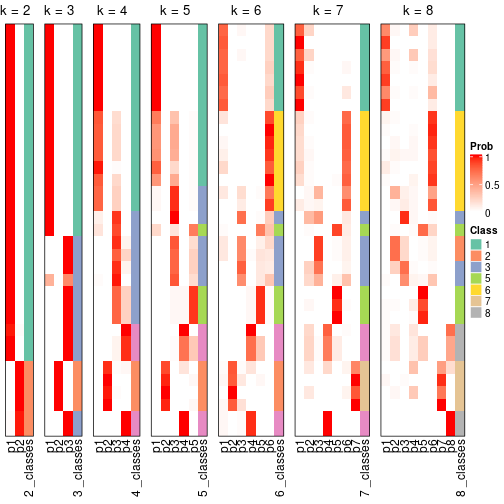 k = 2 k = 3 k = 4 k = 5 k = 6 k = 7 k = 8
Prob
1
0.5
0
Class
1
2
3
5
6
7
8
p1 p2 2_classes p1 p2 p3 3_classes p1 p2 p3 p4 4_classes p1 p2 p3 p4 p5 5_classes p1 p2 p3 p4 p5 p6 6_classes p1 p2 p3 p4 p5 p6 p7 7_classes p1 p2 p3 p4 p5 p6 p7 p8 8_classes